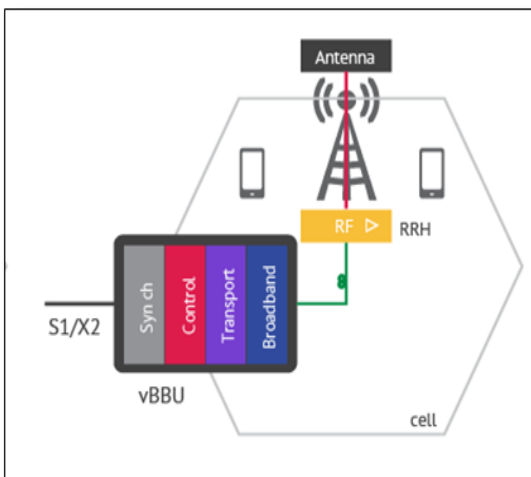 Antenna
RF
RRH
Syn ch
Control
Transport
Broadband
S1/X2
vBBU
cell